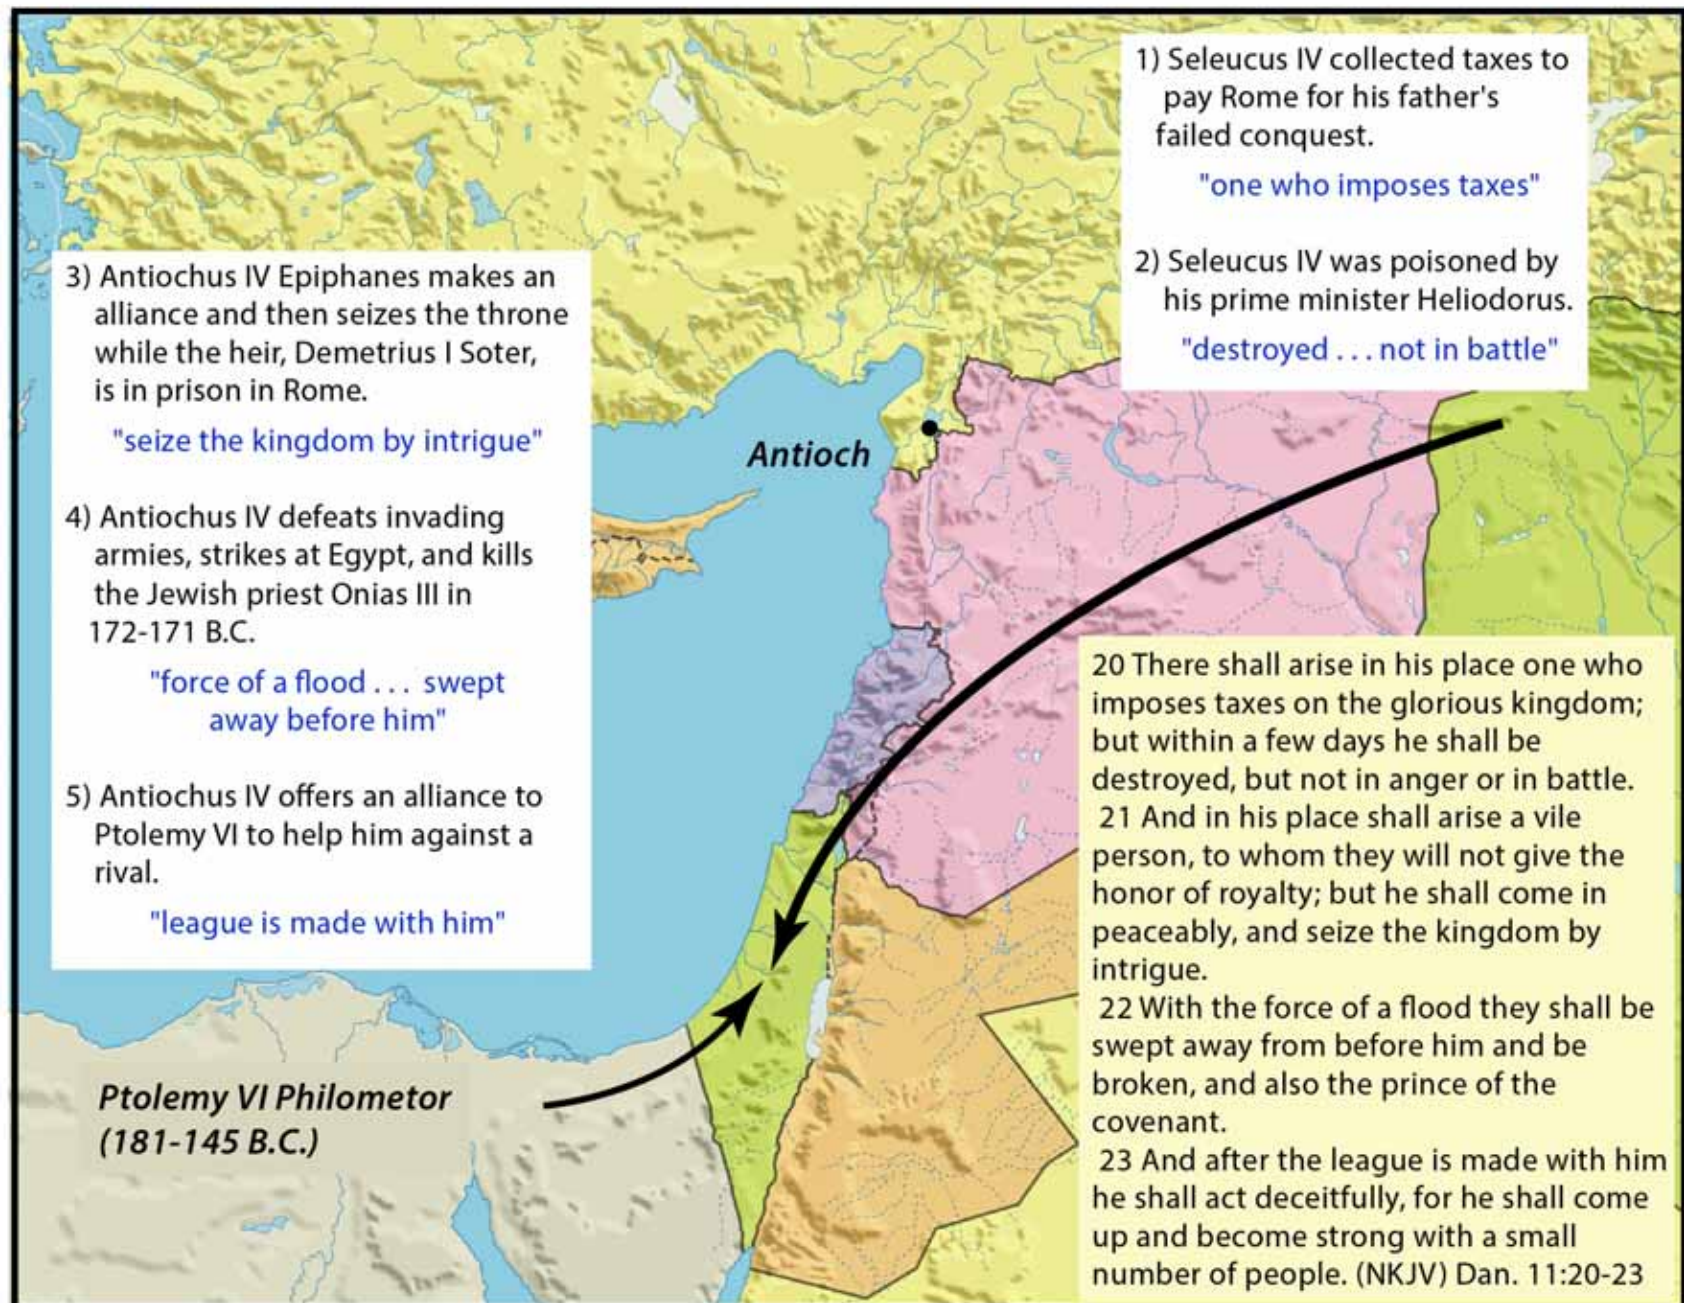 1) Seleucus IV collected taxes to
pay Rome for his father's
failed conquest.
"one who imposes taxes"
2) Seleucus IV was poisoned by
his prime minister Heliodorus.
"destroyed . . . not in battle"
3) Antiochus IV Epiphanes makes an
alliance and then seizes the throne
while the heir, Demetrius I Soter,
is in prison in Rome.
"seize the kingdom by intrigue"
4) Antiochus IV defeats invading
armies, strikes at Egypt, and kills
the Jewish priest Onias III in
172-171 B.C.
"force of a flood . . . swept
away before him"
5) Antiochus IV offers an alliance to
Ptolemy VI to help him against a
rival.
"league is made with him"
Antioch
Ptolemy VI Philometor
(181-145 B.C.)
20 There shall arise in his place one who
imposes taxes on the glorious kingdom;
but within a few days he shall be
destroyed, but not in anger or in battle.
21 And in his place shall arise a vile
person, to whom they will not give the
honor of royalty; but he shall come in
peaceably, and seize the kingdom by
intrigue.
22 With the force of a flood they shall be
swept away from before him and be
broken, and also the prince of the
covenant.
23 And after the league is made with him
he shall act deceitfully, for he shall come
up and become strong with a small
number of people. (NKJV) Dan. 11:20-23